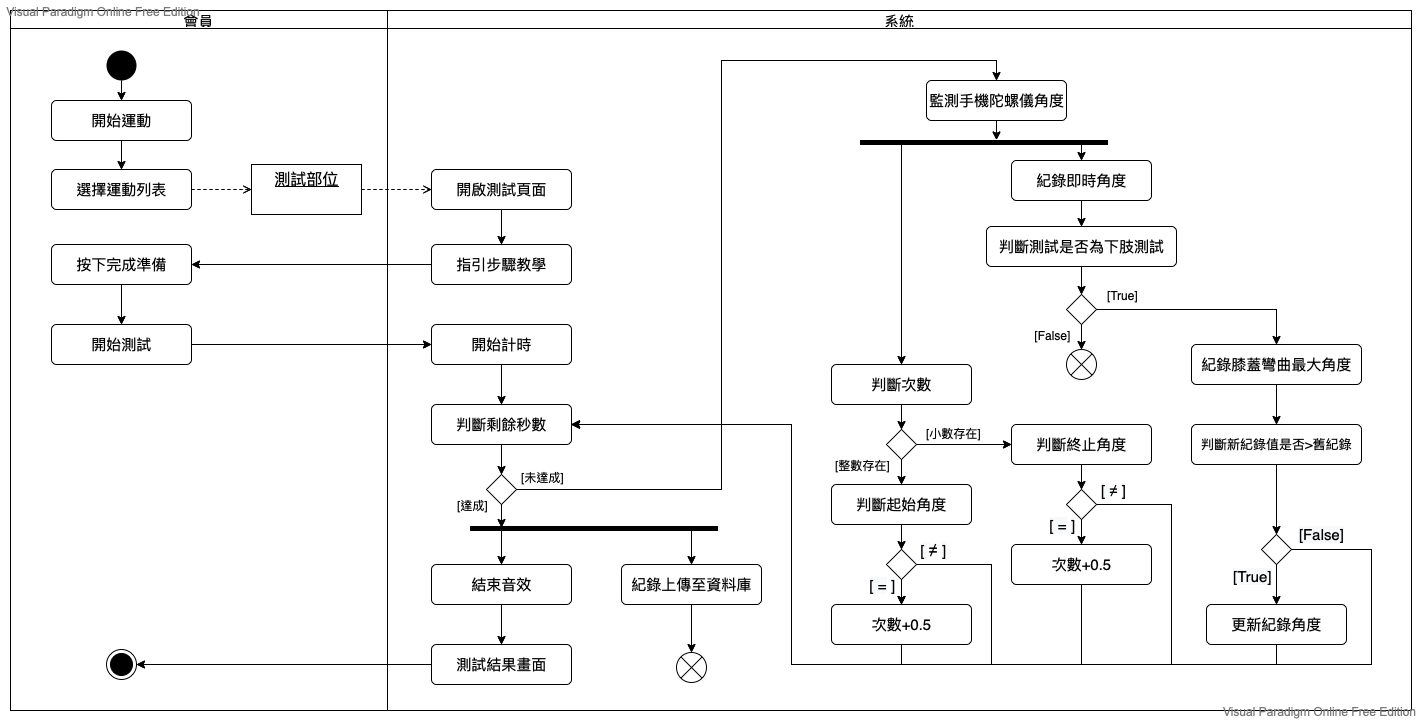 Visual Paradigm Online Free Edition
會員
系統
開始運動
選擇運動列表
測試部位
開啟測試頁面
按下完成準備
指引步驟教學
開始測試
開始計時
判斷剩餘秒數
[未達成]
[達成]
結束音效
紀錄上傳至資料庫
測試結果畫面
監測手機陀螺儀角度
紀錄即時角度
判斷測試是否為下肢測試
[True]
[False]
紀錄膝蓋彎曲最大角度
判斷新紀錄值是否>舊紀錄
[False]
[True]
更新紀錄角度
判斷次數
[小數存在]
[整數存在]
判斷終止角度
[ ≠ ]
[ = ]
次數+0.5
判斷起始角度
[ ≠ ]
[ = ]
次數+0.5
Visual Paradigm Online Free Edition